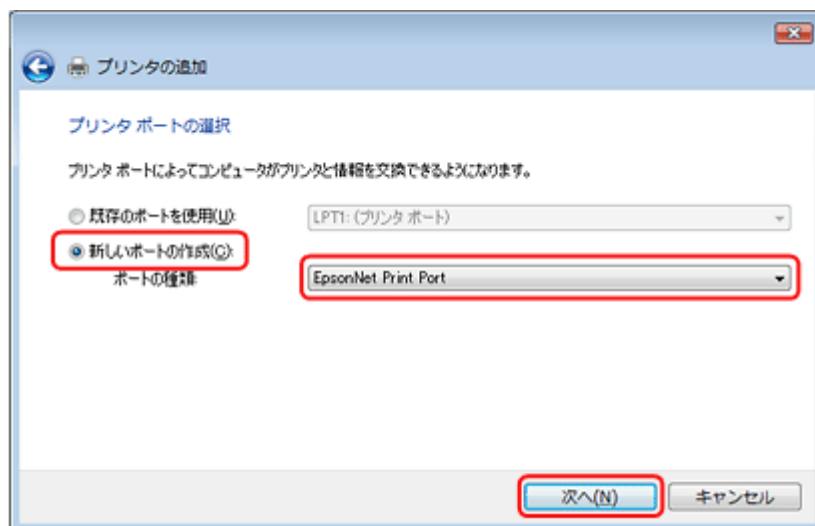 プリンタの追加
プリンタ ポートの選択
プリンタ ポートによってコンピュータがプリンタと情報を交換できるようになります。
既存のポートを使用(U): LPT1: (プリンタ ポート)
新しいポートの作成(C):
ポートの種類: EpsonNet Print Port
次へ(N) キャンセル